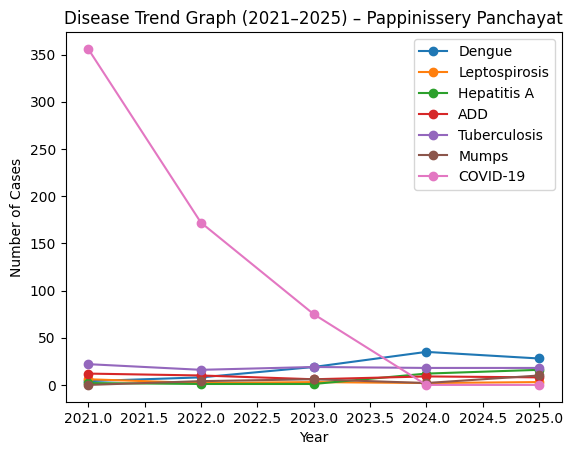 Disease Trend Graph (2021–2025) – Pappinissery Panchayat
Number of Cases
350
300
250
200
150
100
50
0
Dengue
Leptospirosis
Hepatitis A
ADD
Tuberculosis
Mumps
COVID-19
2021.0 2021.5 2022.0 2022.5 2023.0 2023.5 2024.0 2024.5 2025.0
Year